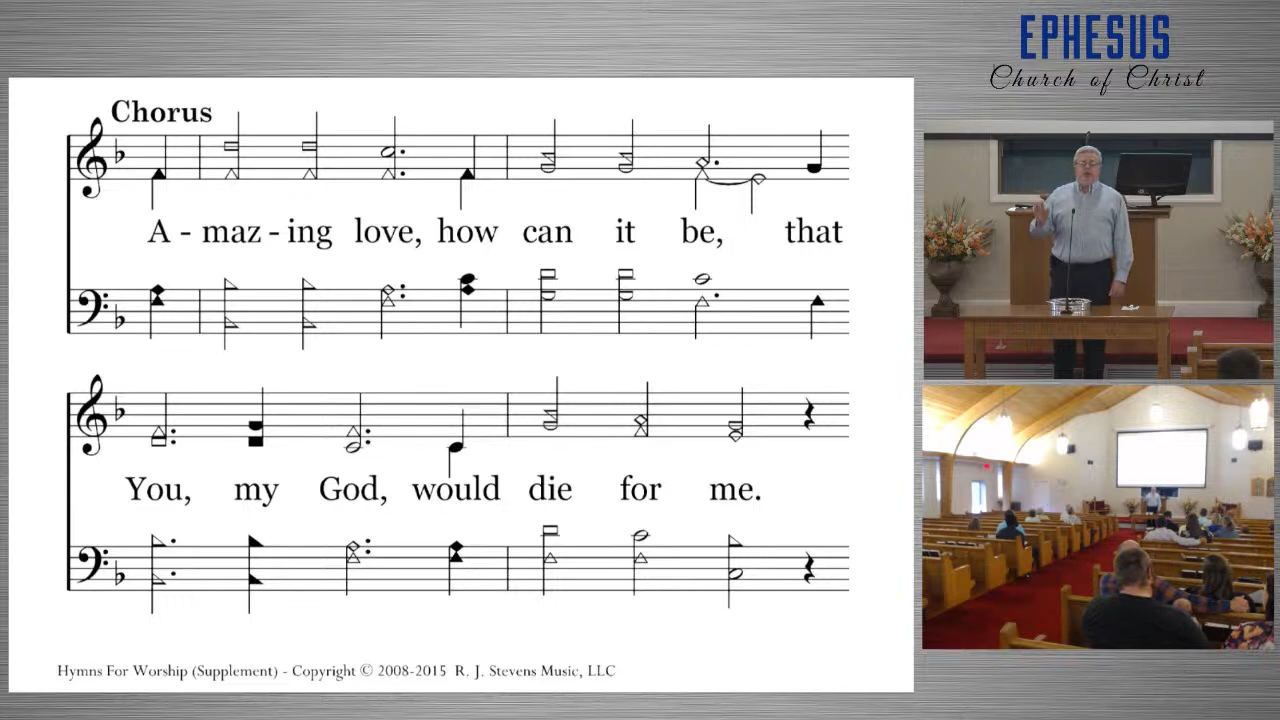 EPHESUS
Church of Christ
Chorus
A - maz - ing love, how can it be, that
You, my God, would die for me.
Hymns For Worship (Supplement) - Copyright © 2008-2015 R. J. Stevens Music, LLC